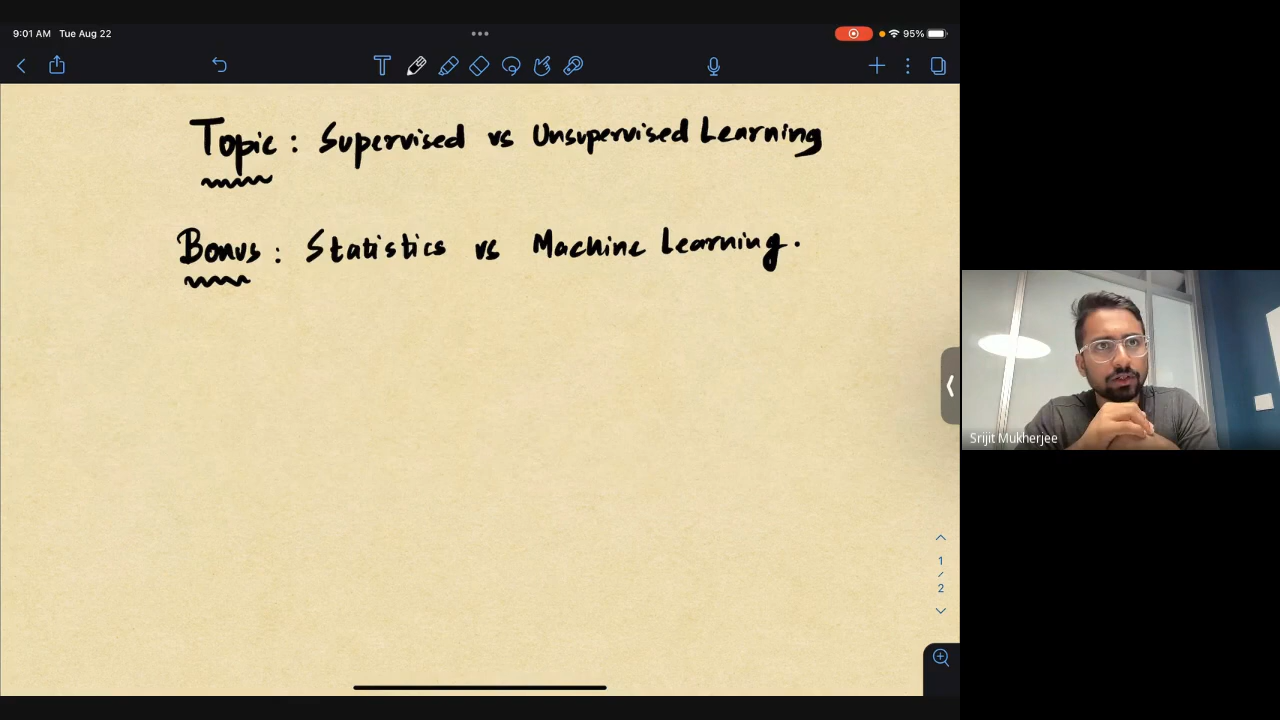 9:01 AM Tue Aug 22
95%
Topic : Supervised vs Unsupervised Learning
Bonus : Statistics vs Machine Learning.
Srijit Mukherjee
1
/
2